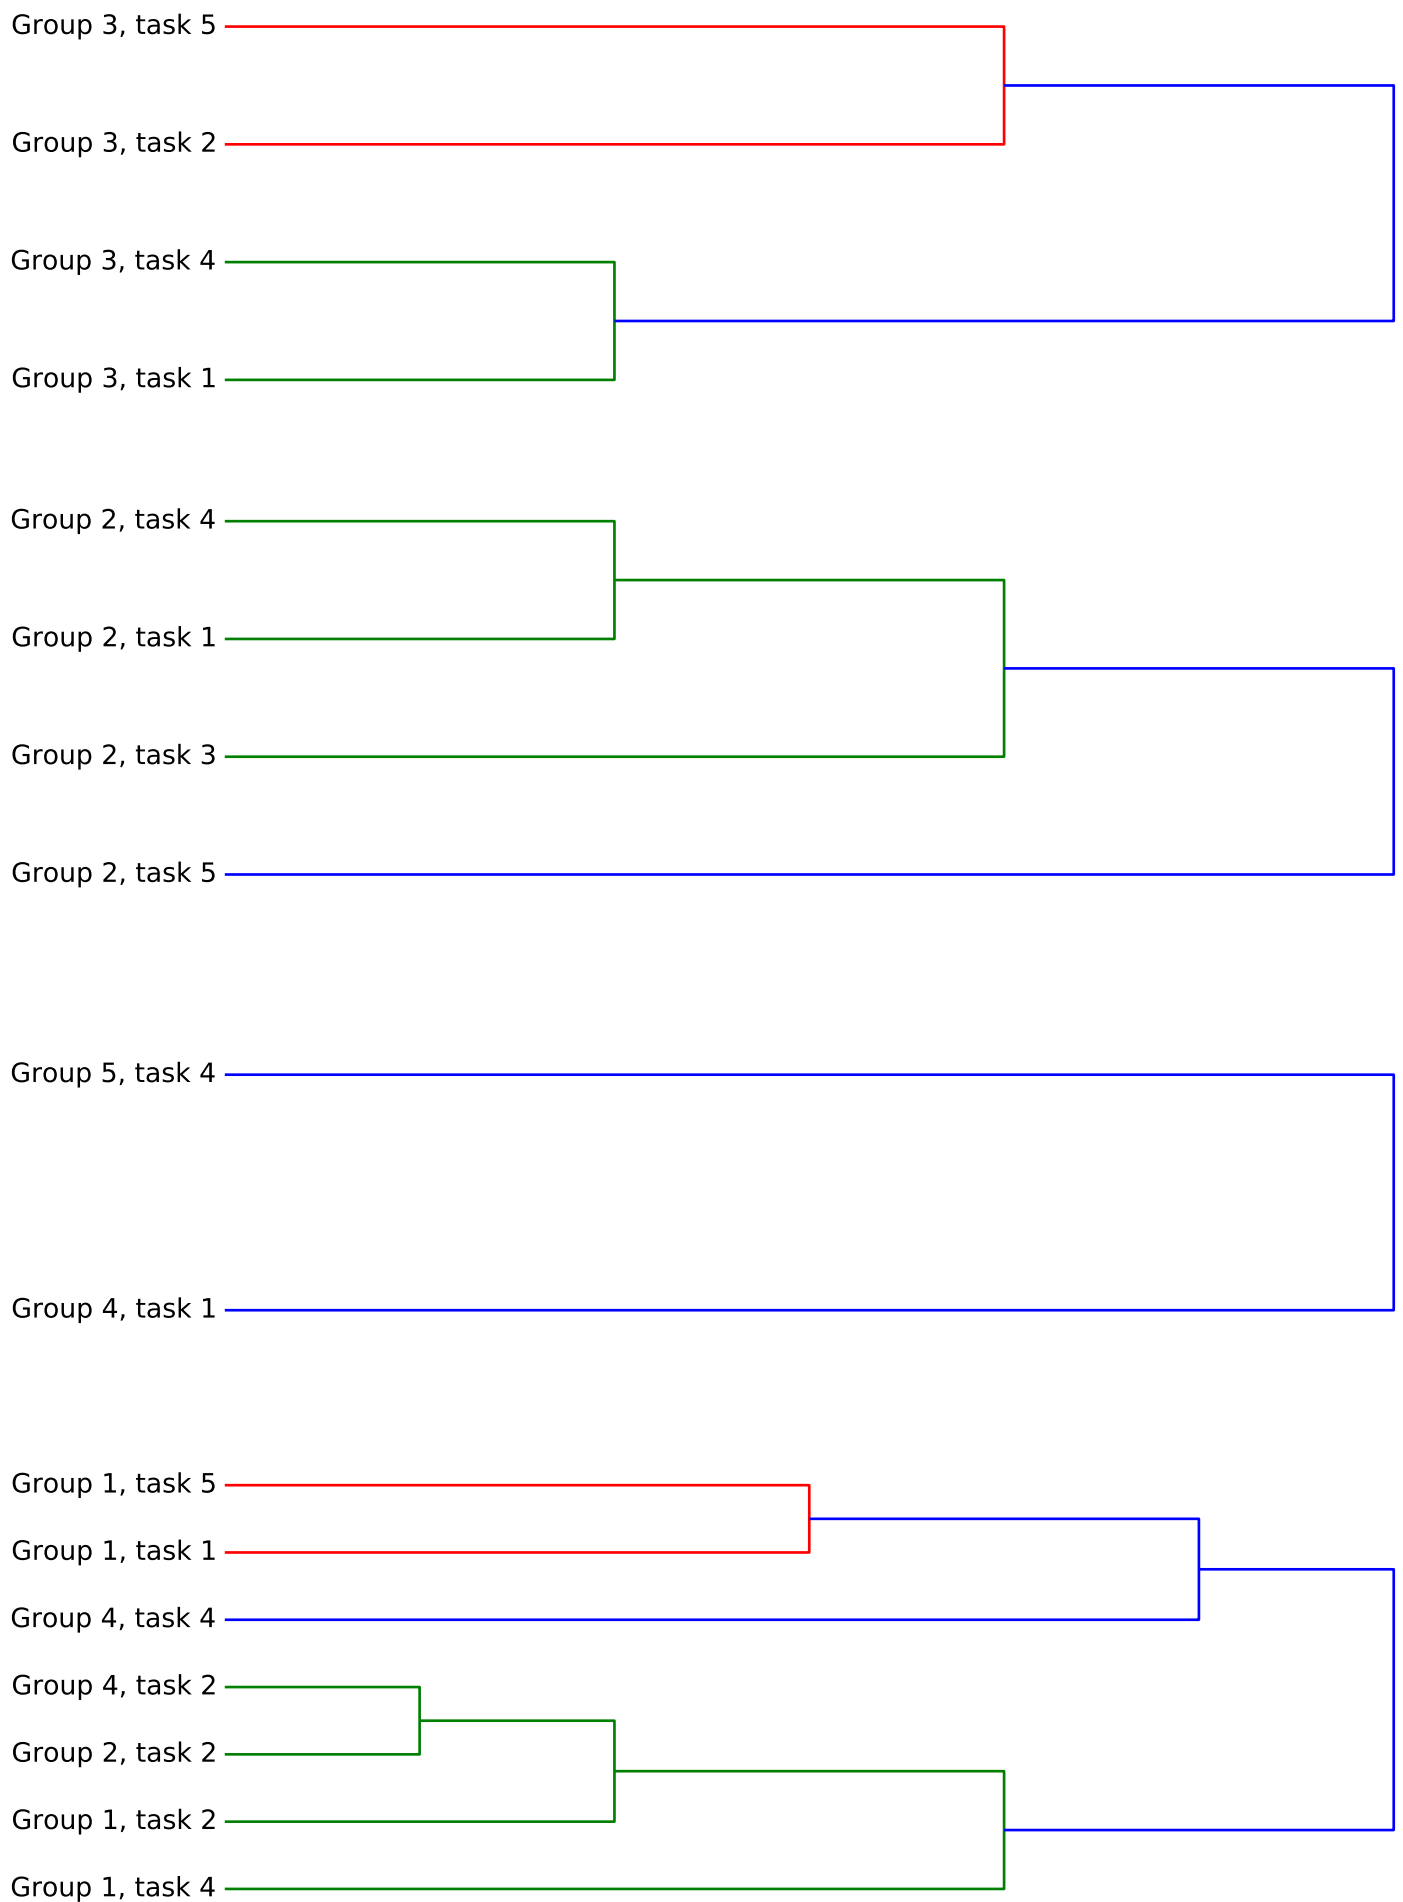 Group 3, task 5
Group 3, task 2
Group 3, task 4
Group 3, task 1
Group 2, task 4
Group 2, task 1
Group 2, task 3
Group 2, task 5
Group 5, task 4
Group 4, task 1
Group 1, task 5
Group 1, task 1
Group 4, task 4
Group 4, task 2
Group 2, task 2
Group 1, task 2
Group 1, task 4